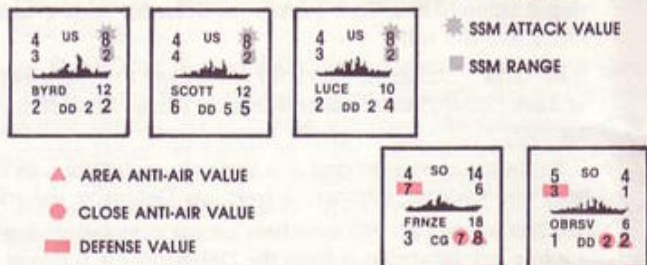 4 US 8
3 2
BYRD 12
2 DD 2 2
4 US 8
4 2
SCOTT 12
6 DD 5 5
4 US 8
3 2
LUCE 10
2 DD 2 4
SSM ATTACK VALUE
SSM RANGE
AREA ANTI-AIR VALUE
CLOSE ANTI-AIR VALUE
DEFENSE VALUE
4 SO 14
7 6
FRNZE 18
3 CG 7 8
5 SO 4
3 1
OBRSV 6
1 DD 2 2